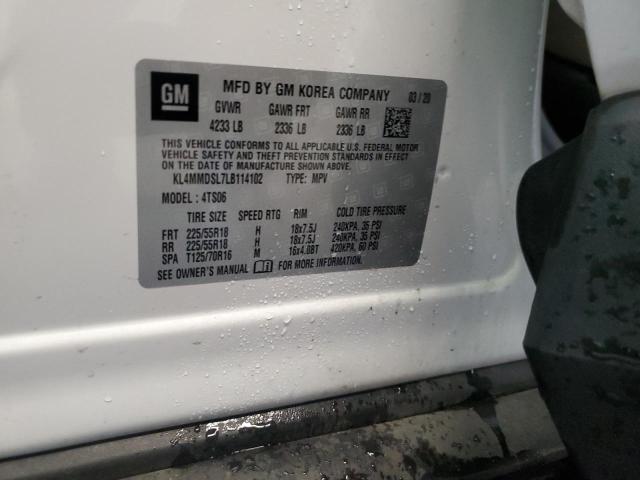 GM
MFD BY GM KOREA COMPANY 03 / 20
GVWR GAWR FRT GAWR RR
4233 LB 2336 LB 2336 LB
THIS VEHICLE CONFORMS TO ALL APPLICABLE U.S. FEDERAL MOTOR
VEHICLE SAFETY AND THEFT PREVENTION STANDARDS IN EFFECT ON
THE DATE OF MANUFACTURE SHOWN ABOVE.
KL4MMDSL7LB114102 TYPE: MPV
MODEL : 4TS06
TIRE SIZE SPEED RTG RIM COLD TIRE PRESSURE
FRT 225/55R18 H 18x7.5J 240KPA, 35 PSI
RR 225/55R18 H 18x7.5J 240KPA, 35 PSI
SPA T125/70R16 M 16x4.0BT 420KPA, 60 PSI
SEE OWNER'S MANUAL FOR ADDITIONAL INFORMATION